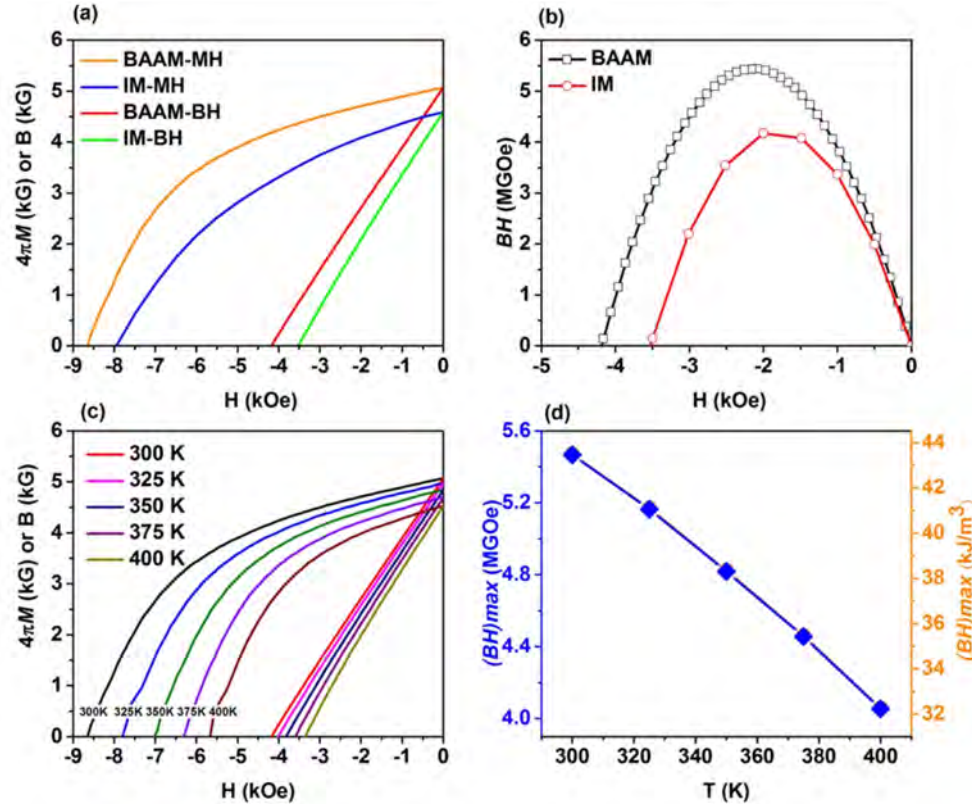 (a)
6
5
4
3
2
1
0
4πM (kG) or B (kG)
BAAM-MH
IM-MH
BAAM-BH
IM-BH
-9 -8 -7 -6 -5 -4 -3 -2 -1 0
H (kOe)
(b)
6
5
4
3
2
1
0
BH (MGOe)
BAAM
IM
-5 -4 -3 -2 -1 0
H (kOe)
(c)
6
5
4
3
2
1
0
4πM (kG) or B (kG)
300 K
325 K
350 K
375 K
400 K
300K 325K 350K 375K 400K
-9 -8 -7 -6 -5 -4 -3 -2 -1 0
H (kOe)
(d)
5.6
5.2
4.8
4.4
4.0
(BH)max (MGOe)
44
42
41
39
38
36
35
34
32
31
(BH)max (kJ/m³)
300 320 340 360 380 400
T (K)